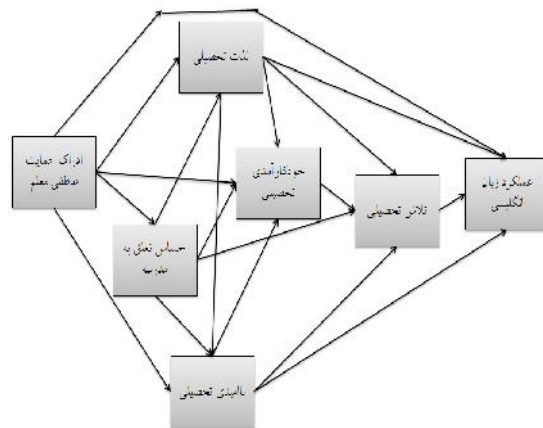 لذت تحصیلی
ادراک حمایت
عاطفی معلم
خودکارآمدی
تحصیلی
عملکرد زبان
انگلیسی
تلاش تحصیلی
احساس تعلق به
مدرسه
ناامیدی تحصیلی